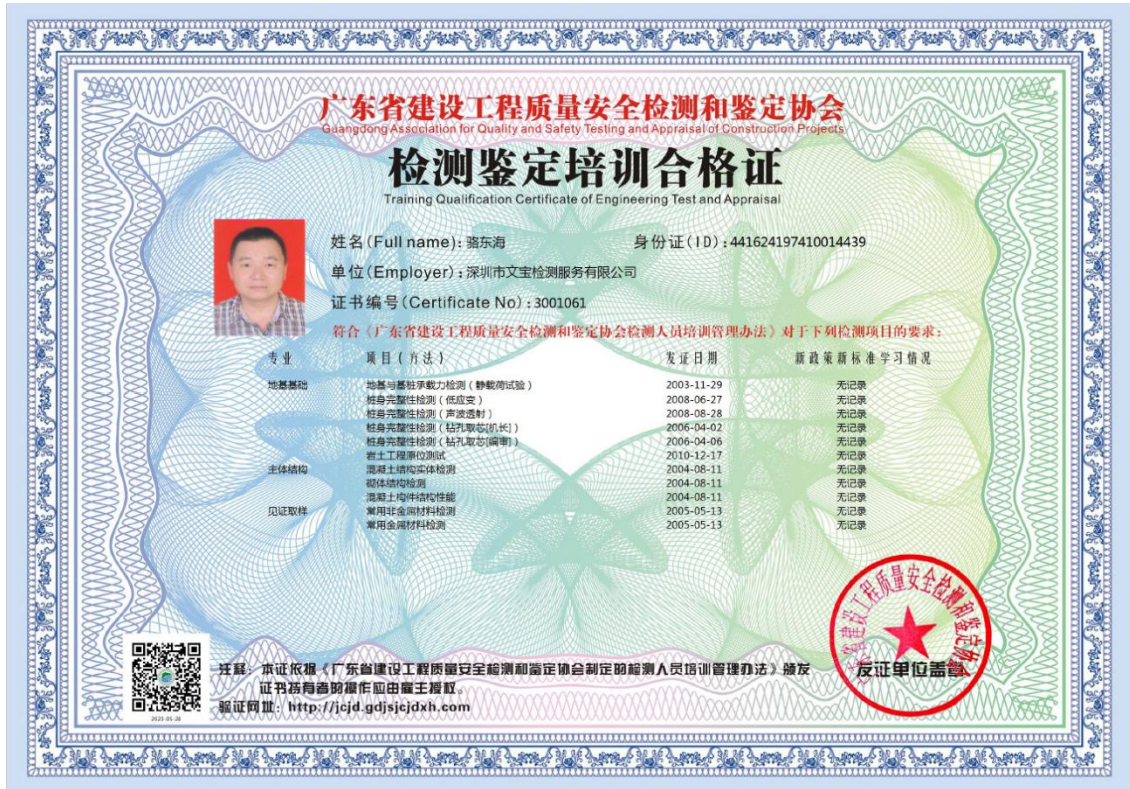 广东省建设工程质量安全检测和鉴定协会
Guangdong Association for Quality and Safety Testing and Appraisal of Construction Projects
检测鉴定培训合格证
Training Qualification Certificate of Engineering Test and Appraisal
姓名(Full name)：骆东海 身份证(ID)：441624197410014439
单位(Employer)：深圳市文宝检测服务有限公司
证书编号(Certificate No)：3001061
符合《广东省建设工程质量安全检测和鉴定协会检测人员培训管理办法》对于下列检测项目的要求：
专业 项目(方法) 发证日期 新政策新标准学习情况
地基基础 地基与基桩承载力检测（静载荷试验） 2003-11-29 无记录
桩身完整性检测（低应变） 2008-06-27 无记录
桩身完整性检测（声波透射） 2008-08-28 无记录
桩身完整性检测（钻孔取芯[机长]） 2006-04-02 无记录
桩身完整性检测（钻孔取芯[编审]） 2006-04-06 无记录
岩土工程原位测试 2010-12-17 无记录
主体结构 混凝土结构实体检测 2004-08-11 无记录
砌体结构检测 2004-08-11 无记录
混凝土构件结构性能 2004-08-11 无记录
见证取样 常用非金属材料检测 2005-05-13 无记录
常用金属材料检测 2005-05-13 无记录
广东省建设工程质量安全检测和鉴定协会
发证单位盖章
注释：本证依据《广东省建设工程质量安全检测和鉴定协会制定的检测人员培训管理办法》颁发
证书持有者的操作应由雇主授权。
验证网址：http://jcjd.gdjsjcjdxh.com
2023-05-28